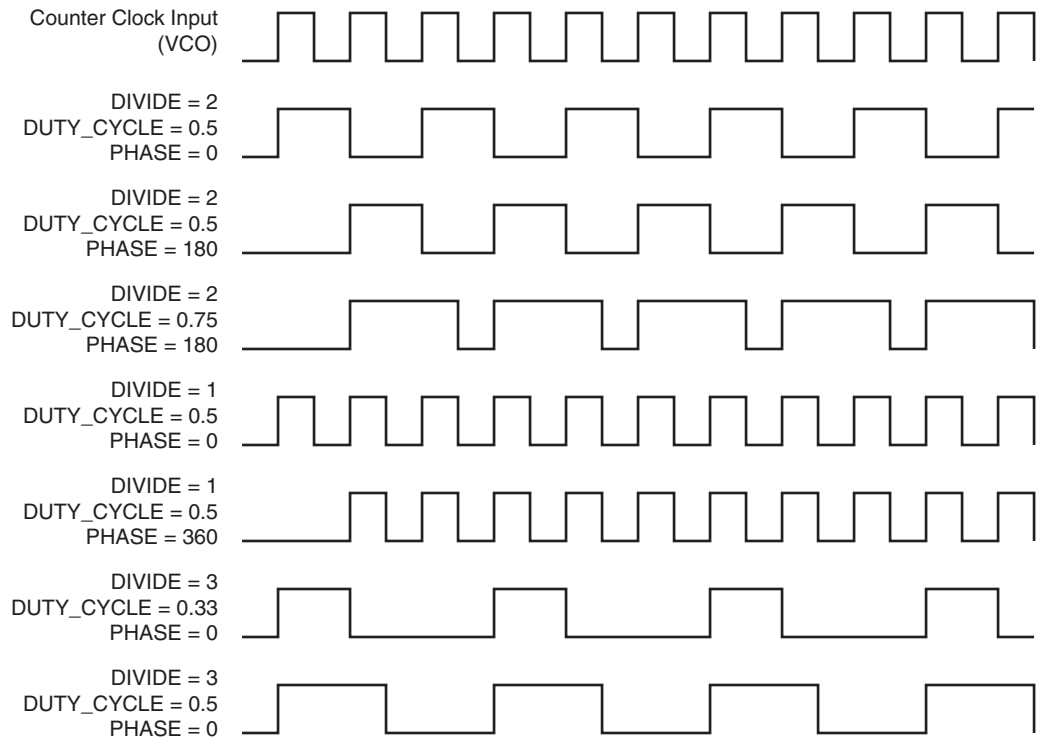 Counter Clock Input
(VCO)
DIVIDE = 2
DUTY_CYCLE = 0.5
PHASE = 0
DIVIDE = 2
DUTY_CYCLE = 0.5
PHASE = 180
DIVIDE = 2
DUTY_CYCLE = 0.75
PHASE = 180
DIVIDE = 1
DUTY_CYCLE = 0.5
PHASE = 0
DIVIDE = 1
DUTY_CYCLE = 0.5
PHASE = 360
DIVIDE = 3
DUTY_CYCLE = 0.33
PHASE = 0
DIVIDE = 3
DUTY_CYCLE = 0.5
PHASE = 0